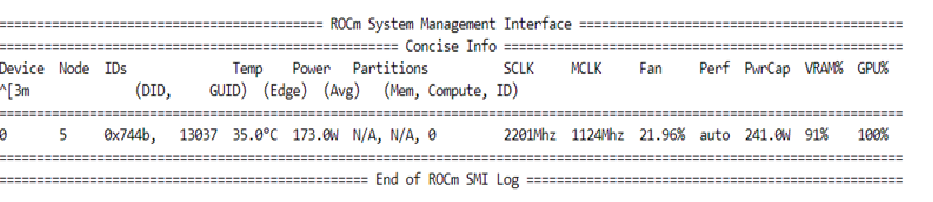 ============================================ ROCm System Management Interface ============================================
====================================================== Concise Info ======================================================
Device  Node  IDs              Temp    Power   Partitions          SCLK     MCLK     Fan     Perf  PwrCap  VRAM%  GPU%
^[3m              (DID,     GUID)  (Edge)  (Avg)   (Mem, Compute, ID)
==========================================================================================================================
0       5     0x744b,   13037  35.0°C  173.0W  N/A, N/A, 0         2201Mhz  1124Mhz  21.96%  auto  241.0W  91%    100%
==========================================================================================================================
================================================== End of ROCm SMI Log ===================================================